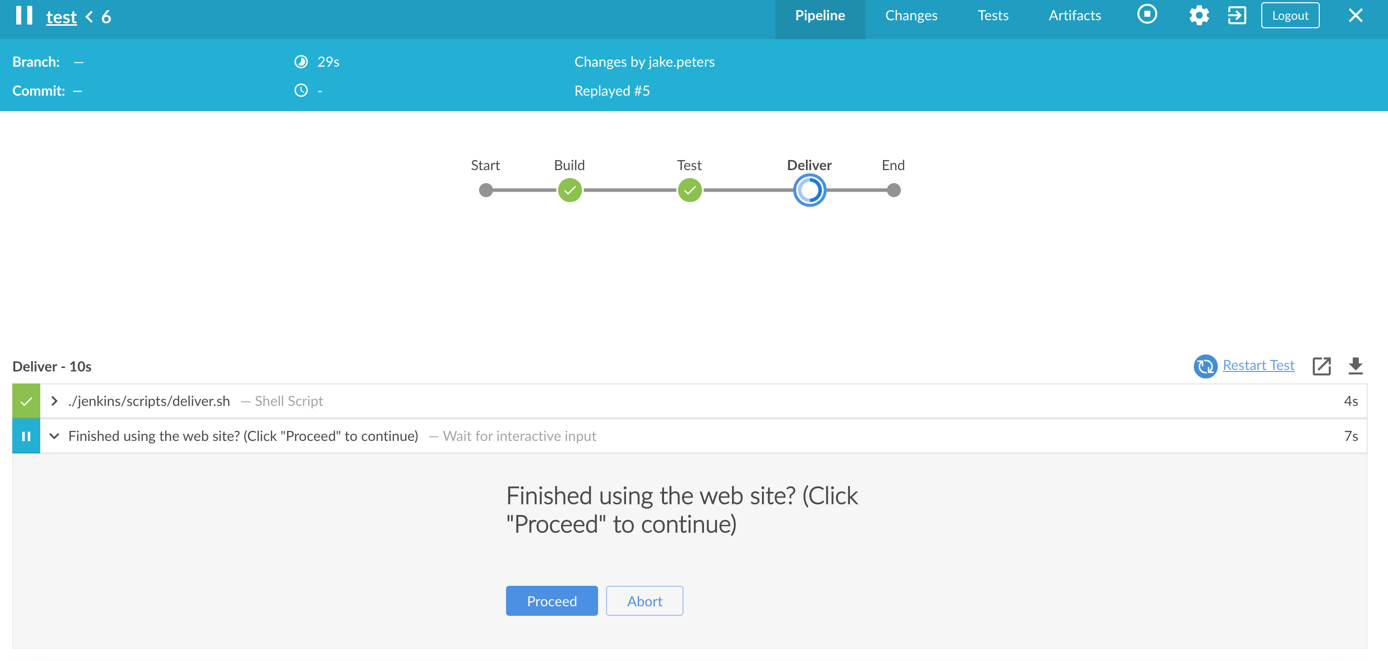 test < 6 Pipeline Changes Tests Artifacts Logout
Branch: — 29s Changes by jake.peters
Commit: — - Replayed #5
Start Build Test Deliver End
Deliver - 10s Restart Test
./jenkins/scripts/deliver.sh — Shell Script 4s
Finished using the web site? (Click "Proceed" to continue) — Wait for interactive input 7s
Finished using the web site? (Click
"Proceed" to continue)
Proceed Abort